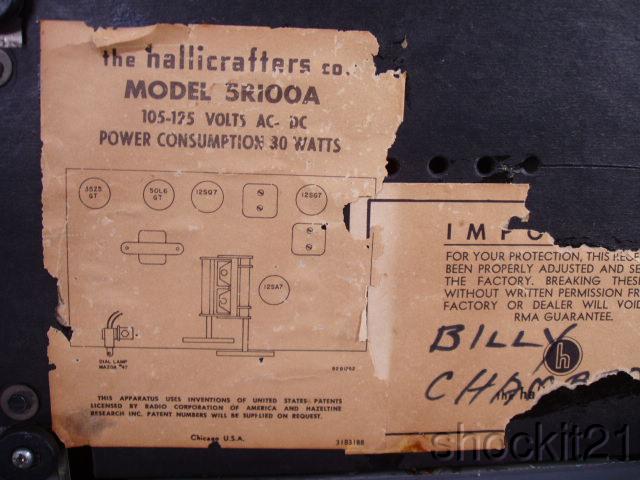 the hallicrafters co.
MODEL 5R100A
105-125 VOLTS AC- DC
POWER CONSUMPTION 30 WATTS
35Z5 GT
50L6 GT
12SQ7
12SG7
12SA7
DIAL LAMP
MAZDA #47
THIS APPARATUS USES INVENTIONS OF UNITED STATES PATENTS
LICENSED BY RADIO CORPORATION OF AMERICA AND HAZELTINE
RESEARCH INC. PATENT NUMBERS WILL BE SUPPLIED ON REQUEST.
Chicago U.S.A.
31B3188
IMPO
FOR YOUR PROTECTION, THIS RECE
BEEN PROPERLY ADJUSTED AND SE
THE FACTORY. BREAKING THES
WITHOUT WRITTEN PERMISSION FR
FACTORY OR DEALER WILL VOID
RMA GUARANTEE.
BILLY
h
the ha
shockit21